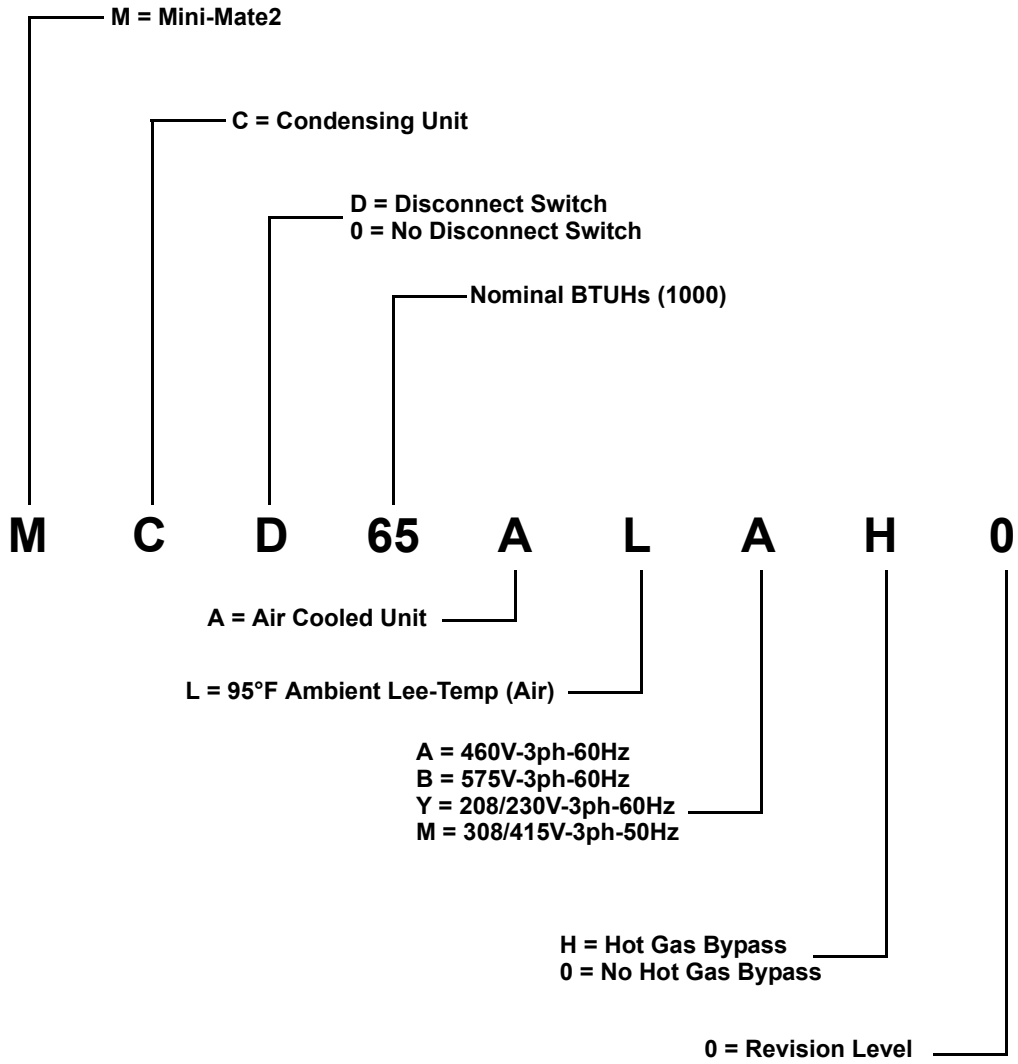 M = Mini-Mate2
C = Condensing Unit
D = Disconnect Switch
0 = No Disconnect Switch
Nominal BTUHs (1000)
M C D 65 A L A H 0
A = Air Cooled Unit
L = 95°F Ambient Lee-Temp (Air)
A = 460V-3ph-60Hz
B = 575V-3ph-60Hz
Y = 208/230V-3ph-60Hz
M = 308/415V-3ph-50Hz
H = Hot Gas Bypass
0 = No Hot Gas Bypass
0 = Revision Level